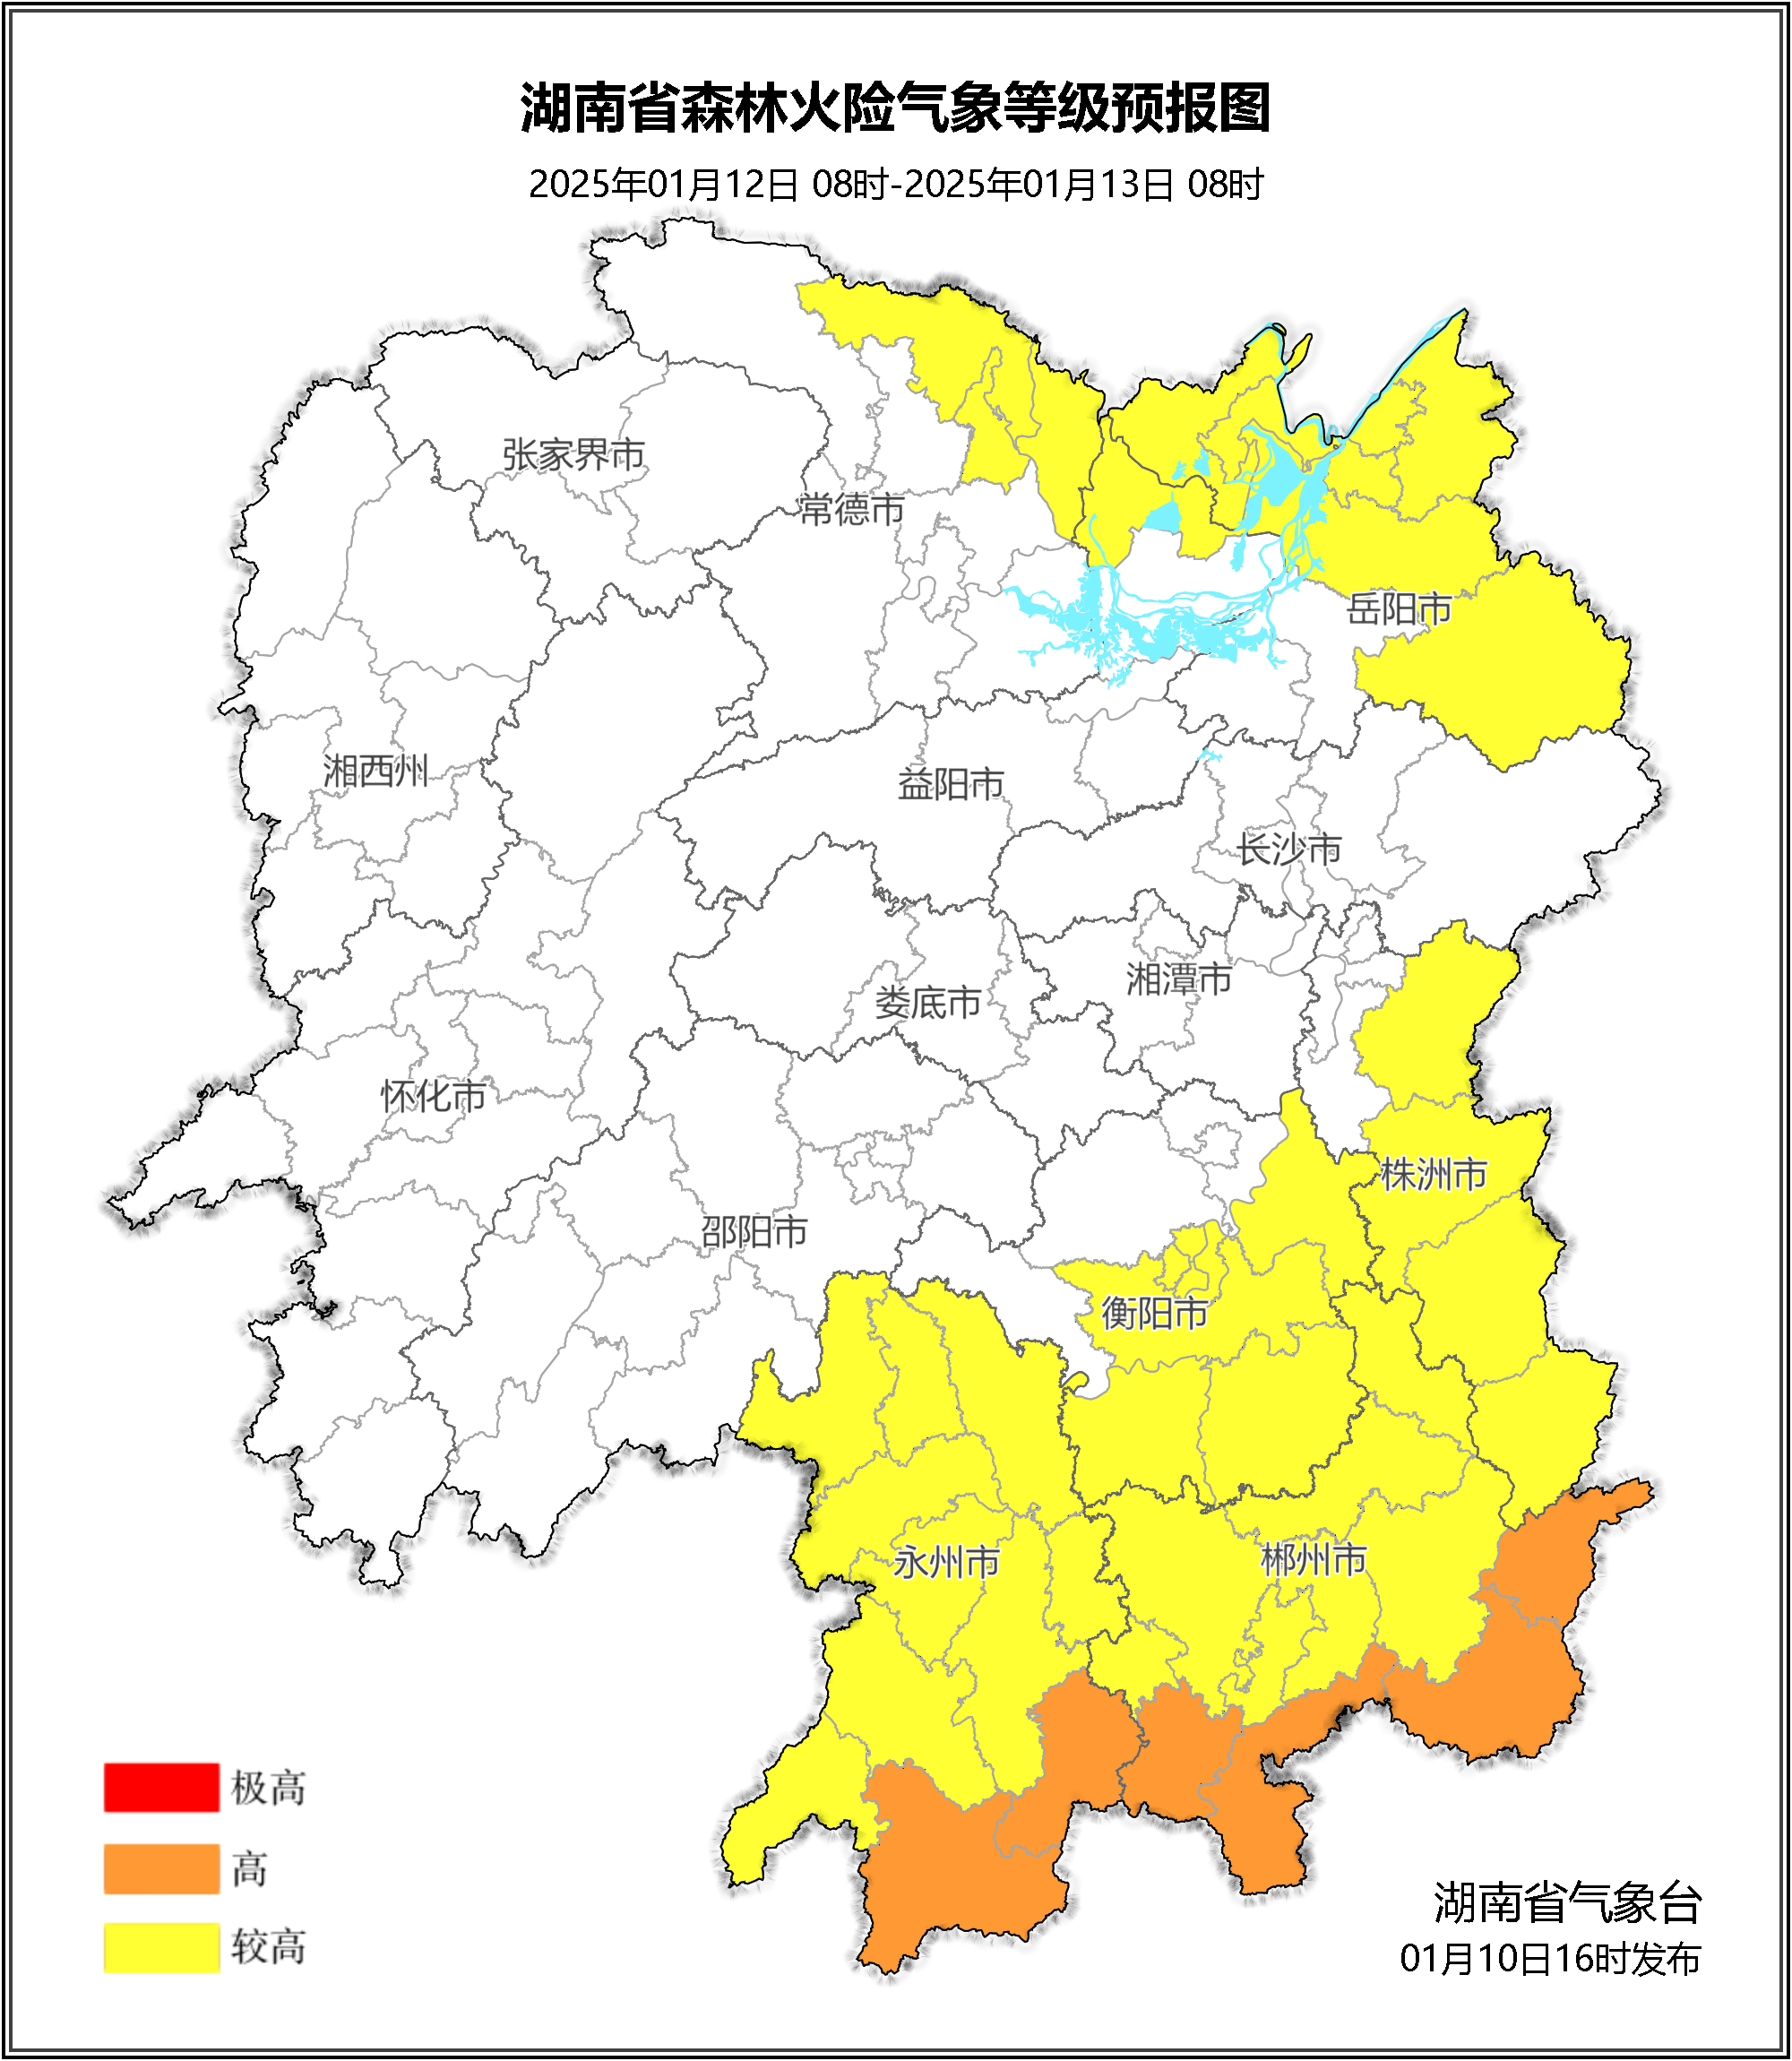 湖南省森林火险气象等级预报图
2025年01月12日 08时-2025年01月13日 08时
张家界市
常德市
岳阳市
湘西州
益阳市
长沙市
湘潭市
娄底市
怀化市
株洲市
邵阳市
衡阳市
永州市
郴州市
极高
高
较高
湖南省气象台
01月10日16时发布